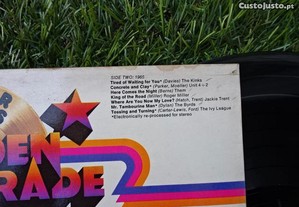 CustoJusto.pt
SIDE TWO: 1965
Tired of Waiting for You* (Davies) The Kinks
Concrete and Clay* (Parker, Moeller) Unit 4 - 2
Here Comes the Night (Berns) Them
King of the Road (Miller) Roger Miller
Where Are You Now My Love? (Hatch, Trent) Jackie Trent
Mr. Tambourine Man* (Dylan) The Byrds
Tossing and Turning* (Carter-Lewis, Ford) The Ivy League
*Electronically re-processed for stereo
DEN
RADE